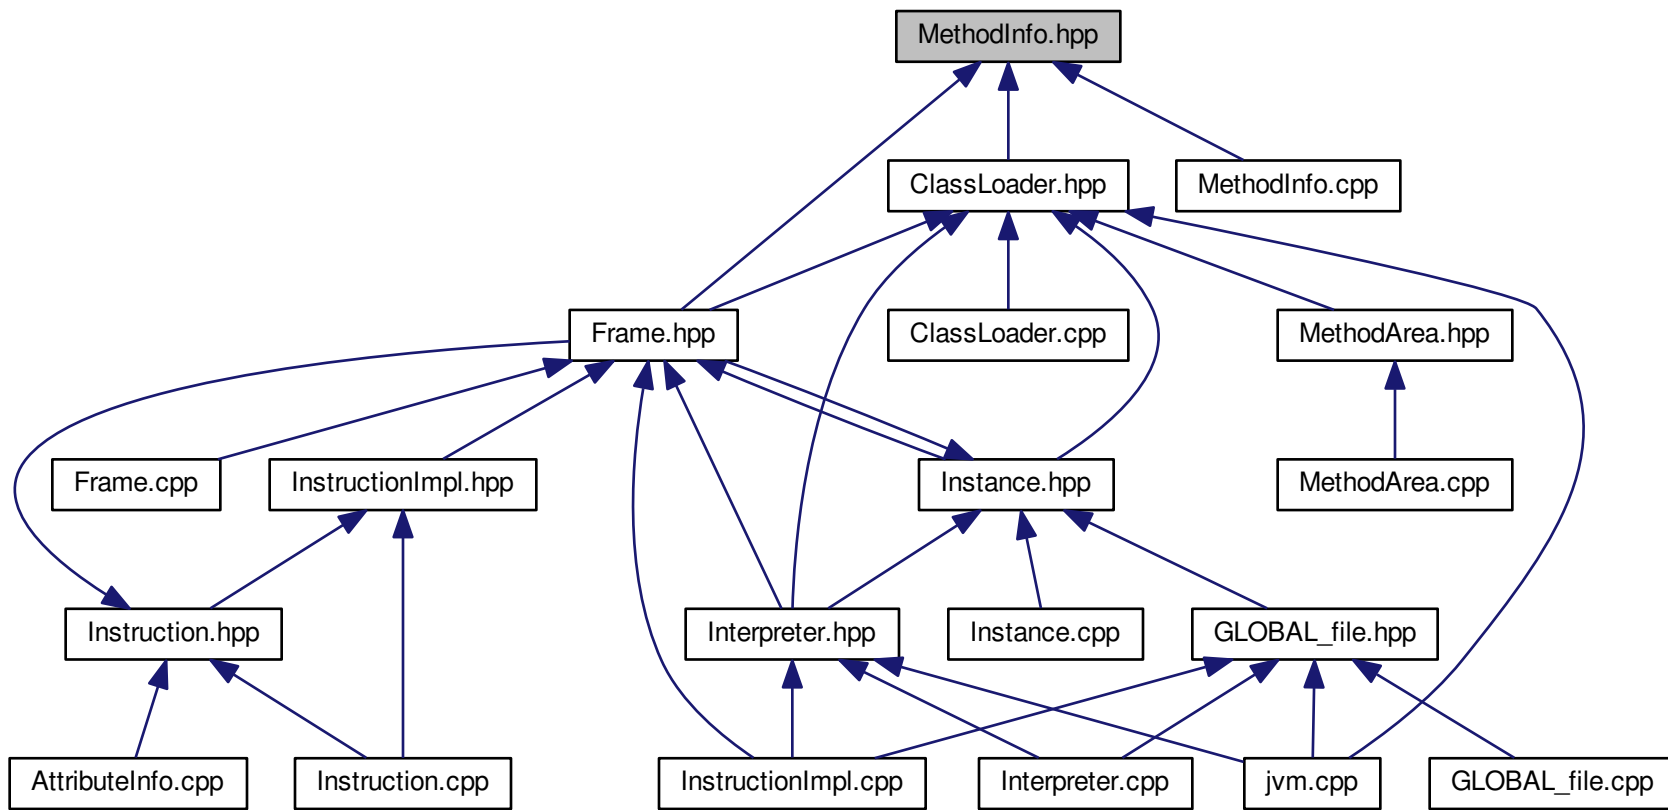 MethodInfo.hpp
ClassLoader.hpp
MethodInfo.cpp
Frame.hpp
ClassLoader.cpp
MethodArea.hpp
Frame.cpp
InstructionImpl.hpp
Instance.hpp
MethodArea.cpp
Instruction.hpp
Interpreter.hpp
Instance.cpp
GLOBAL_file.hpp
AttributeInfo.cpp
Instruction.cpp
InstructionImpl.cpp
Interpreter.cpp
jvm.cpp
GLOBAL_file.cpp